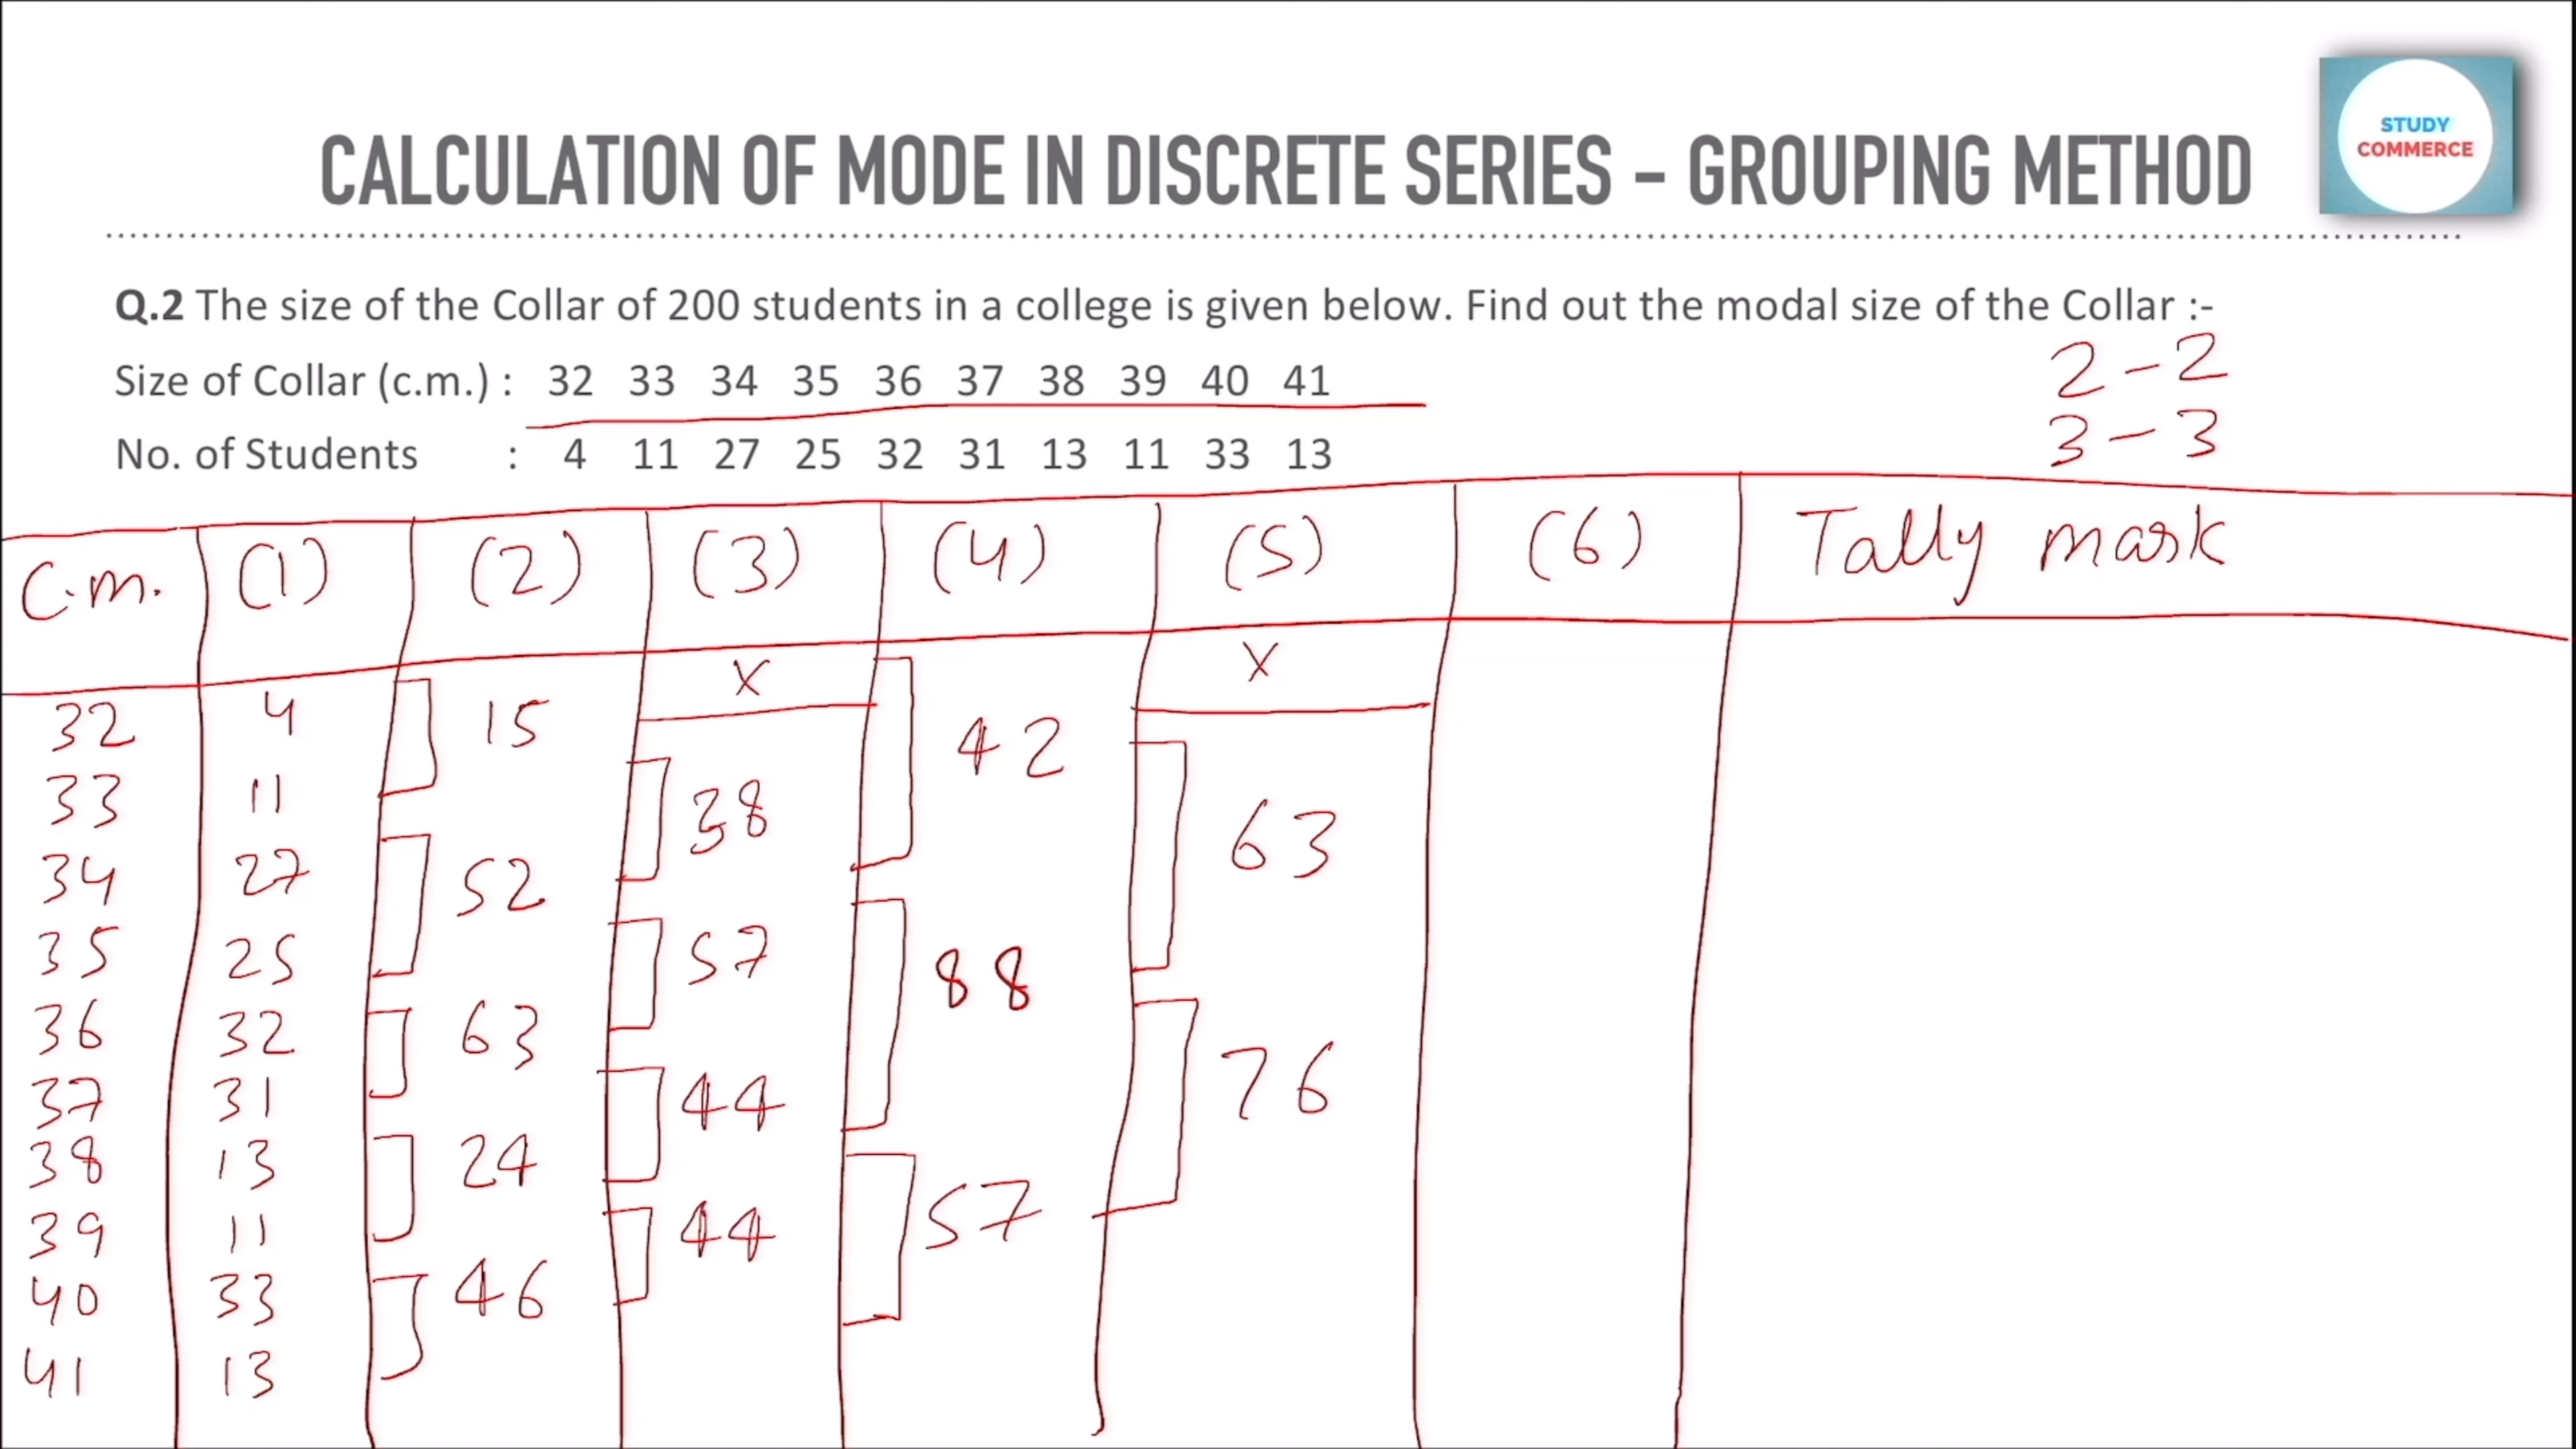 STUDY
COMMERCE
CALCULATION OF MODE IN DISCRETE SERIES – GROUPING METHOD
Q.2 The size of the Collar of 200 students in a college is given below. Find out the modal size of the Collar :-
Size of Collar (c.m.) : 32 33 34 35 36 37 38 39 40 41
2 - 2
No. of Students : 4 11 27 25 32 31 13 11 33 13
3 - 3
C.m. (1) (2) (3) (4) (5) (6) Tally mark
X X
32 4 15 42
33 11 38 63
34 27 52
35 25 57 88
36 32 63
37 31 44 76
38 13 24
39 11 44 57
40 33 46
41 13